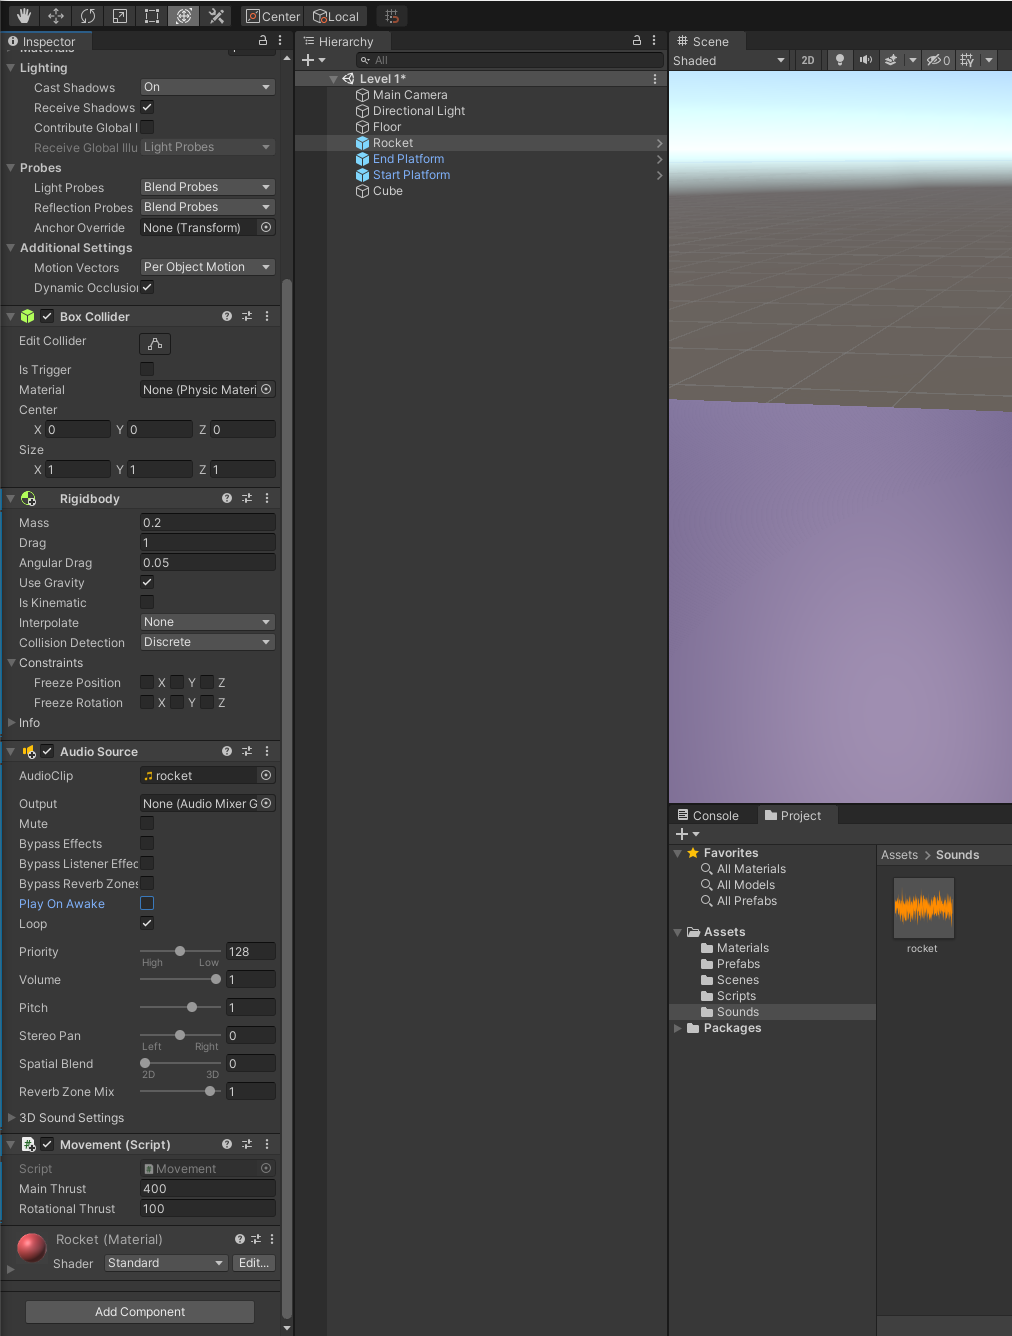 Center
Local
Inspector
Lighting
Cast Shadows On
Receive Shadows
Contribute Global I
Receive Global Illu Light Probes
Probes
Light Probes Blend Probes
Reflection Probes Blend Probes
Anchor Override None (Transform)
Additional Settings
Motion Vectors Per Object Motion
Dynamic Occlusion
Box Collider
Edit Collider
Is Trigger
Material None (Physic Materi
Center
X 0 Y 0 Z 0
Size
X 1 Y 1 Z 1
Rigidbody
Mass 0.2
Drag 1
Angular Drag 0.05
Use Gravity
Is Kinematic
Interpolate None
Collision Detection Discrete
Constraints
Freeze Position X Y Z
Freeze Rotation X Y Z
Info
Audio Source
AudioClip rocket
Output None (Audio Mixer G
Mute
Bypass Effects
Bypass Listener Effec
Bypass Reverb Zones
Play On Awake
Loop
Priority 128
High Low
Volume 1
Pitch 1
Stereo Pan 0
Left Right
Spatial Blend 0
2D 3D
Reverb Zone Mix 1
3D Sound Settings
Movement (Script)
Script Movement
Main Thrust 400
Rotational Thrust 100
Rocket (Material)
Shader Standard Edit...
Add Component
Hierarchy
All
Level 1*
Main Camera
Directional Light
Floor
Rocket
End Platform
Start Platform
Cube
Scene
Shaded 2D 0
Console Project
Favorites
All Materials
All Models
All Prefabs
Assets
Materials
Prefabs
Scenes
Scripts
Sounds
Packages
Assets > Sounds
rocket